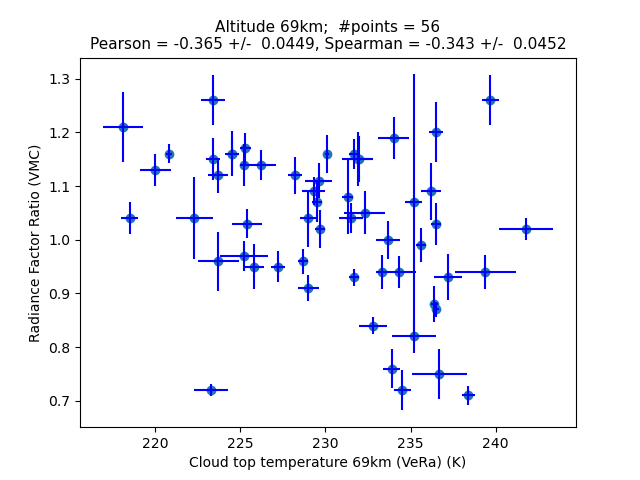 Altitude 69km;  #points = 56
Pearson = -0.365 +/-  0.0449, Spearman = -0.343 +/-  0.0452
1.3
1.2
1.1
1.0
0.9
0.8
0.7
Radiance Factor Ratio (VMC)
220 225 230 235 240
Cloud top temperature 69km (VeRa) (K)